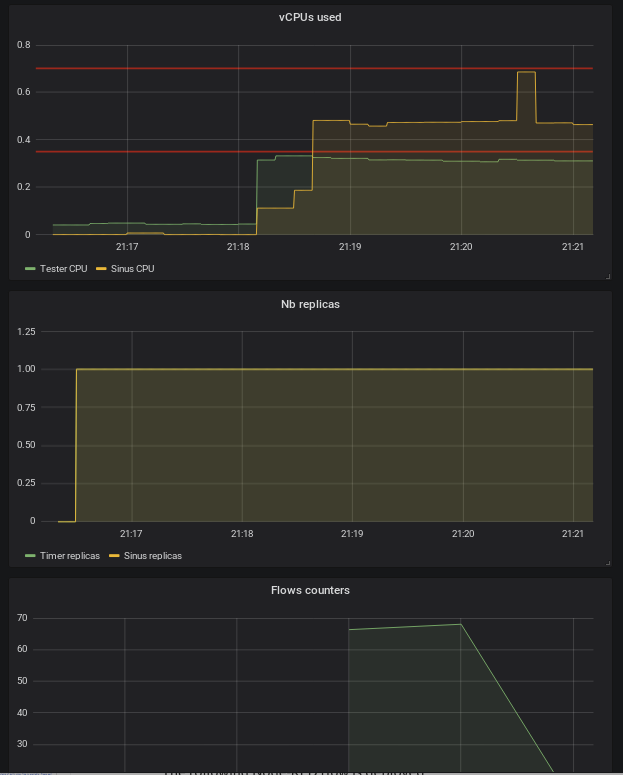 vCPUs used
0.8
0.6
0.4
0.2
0
21:17 21:18 21:19 21:20 21:21
Tester CPU Sinus CPU
Nb replicas
1.25
1.00
0.75
0.50
0.25
0
21:17 21:18 21:19 21:20 21:21
Timer replicas Sinus replicas
Flows counters
70
60
50
40
30